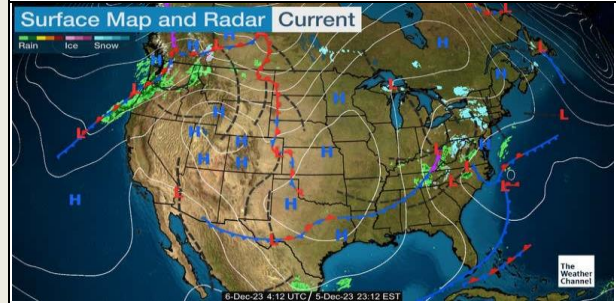 Surface Map and Radar Current
Rain Ice Snow
L
L
H
H
H
L
L
H
H
H
L
H
H
L
L
H
H
H
H
H
L
H
L
L
L
L
H
H
L
H
The
Weather
Channel
6-Dec-23 4:12 UTC 5-Dec-23 23:12 EST